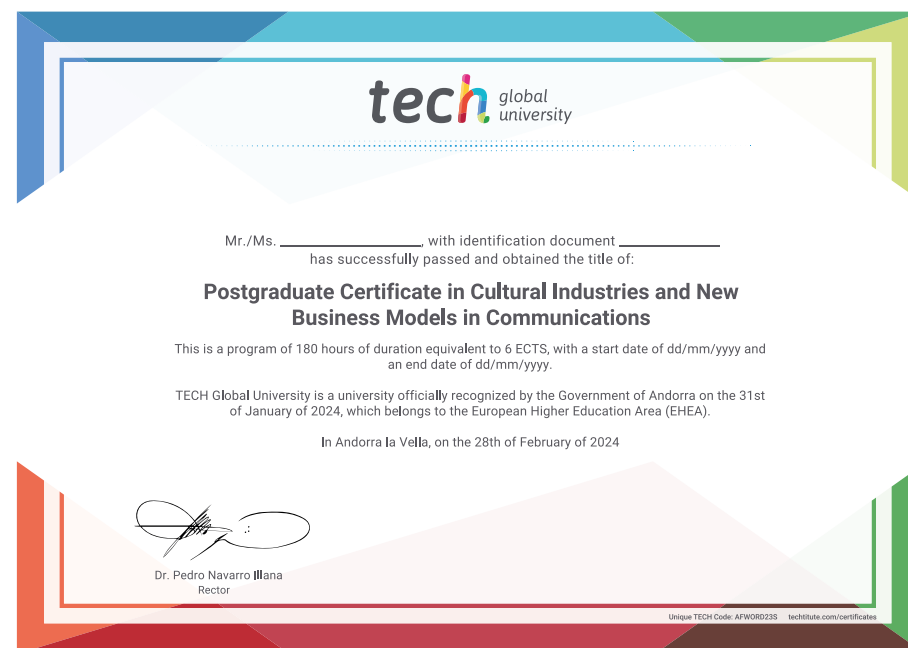 tech global
university
Mr./Ms. ____________________, with identification document ______________
has successfully passed and obtained the title of:
Postgraduate Certificate in Cultural Industries and New
Business Models in Communications
This is a program of 180 hours of duration equivalent to 6 ECTS, with a start date of dd/mm/yyyy and
an end date of dd/mm/yyyy.
TECH Global University is a university officially recognized by the Government of Andorra on the 31st
of January of 2024, which belongs to the European Higher Education Area (EHEA).
In Andorra la Vella, on the 28th of February of 2024
Dr. Pedro Navarro Illana
Rector
Unique TECH Code: AFWORD23S techtitute.com/certificates